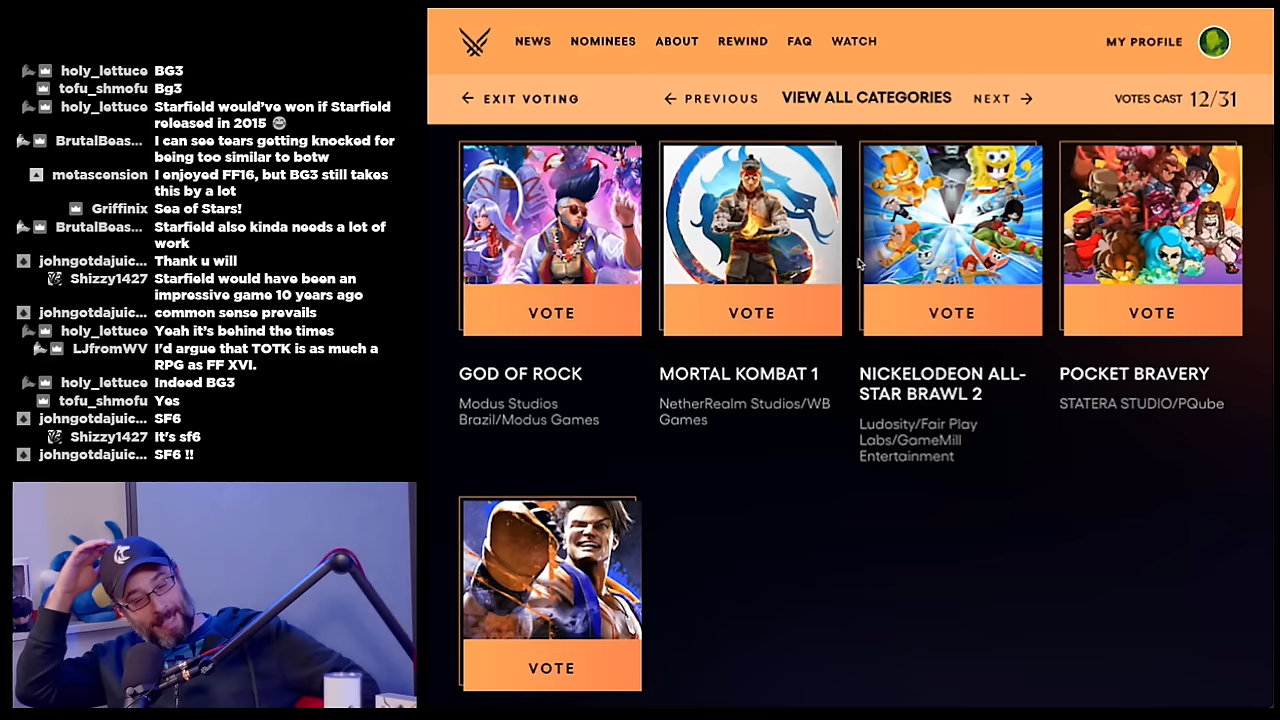 holy_lettuce BG3
tofu_shmofu Bg3
holy_lettuce Starfield would've won if Starfield
released in 2015 😂
BrutalBeas... I can see tears getting knocked for
being too similar to botw
metascension I enjoyed FF16, but BG3 still takes
this by a lot
Griffinix Sea of Stars!
BrutalBeas... Starfield also kinda needs a lot of
work
johngotdajuic... Thank u will
Shizzy1427 Starfield would have been an
impressive game 10 years ago
johngotdajuic... common sense prevails
holy_lettuce Yeah it's behind the times
LJfromWV I'd argue that TOTK is as much a
RPG as FF XVI.
holy_lettuce Indeed BG3
tofu_shmofu Yes
johngotdajuic... SF6
Shizzy1427 It's sf6
johngotdajuic... SF6 !!
NEWS NOMINEES ABOUT REWIND FAQ WATCH MY PROFILE
← EXIT VOTING ← PREVIOUS VIEW ALL CATEGORIES NEXT → VOTES CAST 12/31
VOTE VOTE VOTE VOTE
GOD OF ROCK
Modus Studios
Brazil/Modus Games
MORTAL KOMBAT 1
NetherRealm Studios/WB
Games
NICKELODEON ALL-
STAR BRAWL 2
Ludosity/Fair Play
Labs/GameMill
Entertainment
POCKET BRAVERY
STATERA STUDIO/PQube
VOTE